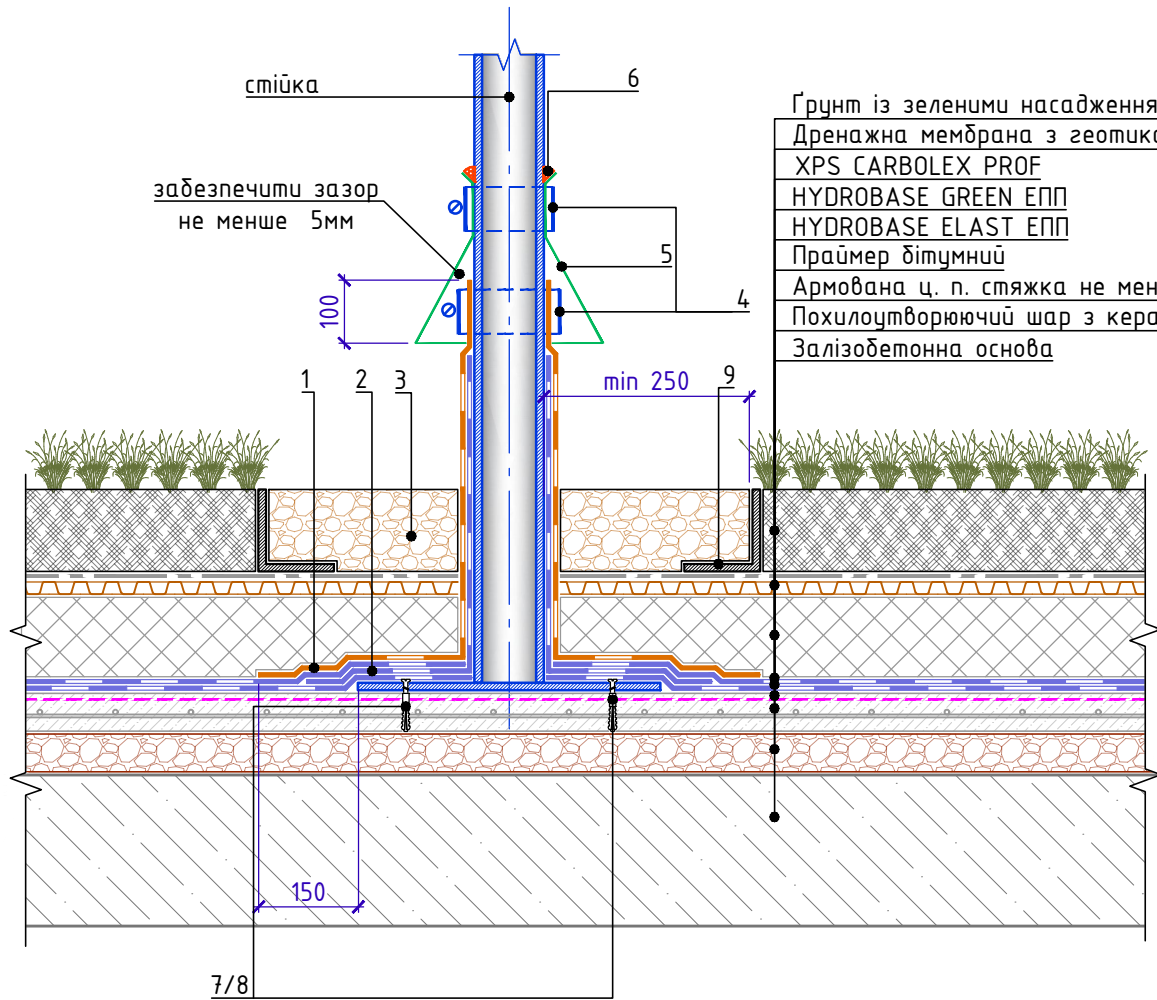 стійка
6
Ґрунт із зеленими насадження
Дренажна мембрана з геотикс
XPS CARBOLEX PROF
HYDROBASE GREEN ЕПП
HYDROBASE ELAST ЕПП
Праймер бітумний
Армована ц. п. стяжка не мен
Похилоутворюючий шар з кера
Залізобетонна основа
забезпечити зазор
не менше 5мм
5
4
100
1
2
3
min 250
9
150
7/8